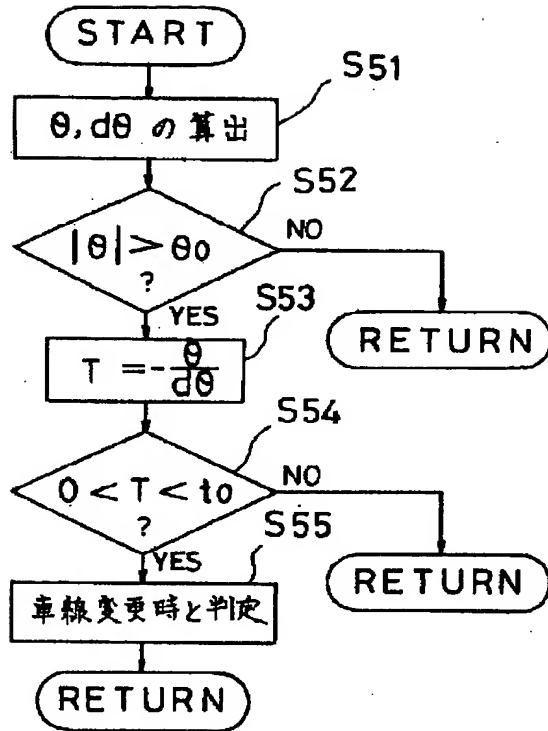 START
S51
θ, dθ の算出
S52
|θ| > θo
?
NO
YES
RETURN
S53
T = -θ/dθ
S54
0 < T < to
?
NO
YES
RETURN
S55
車線変更時と判定
RETURN